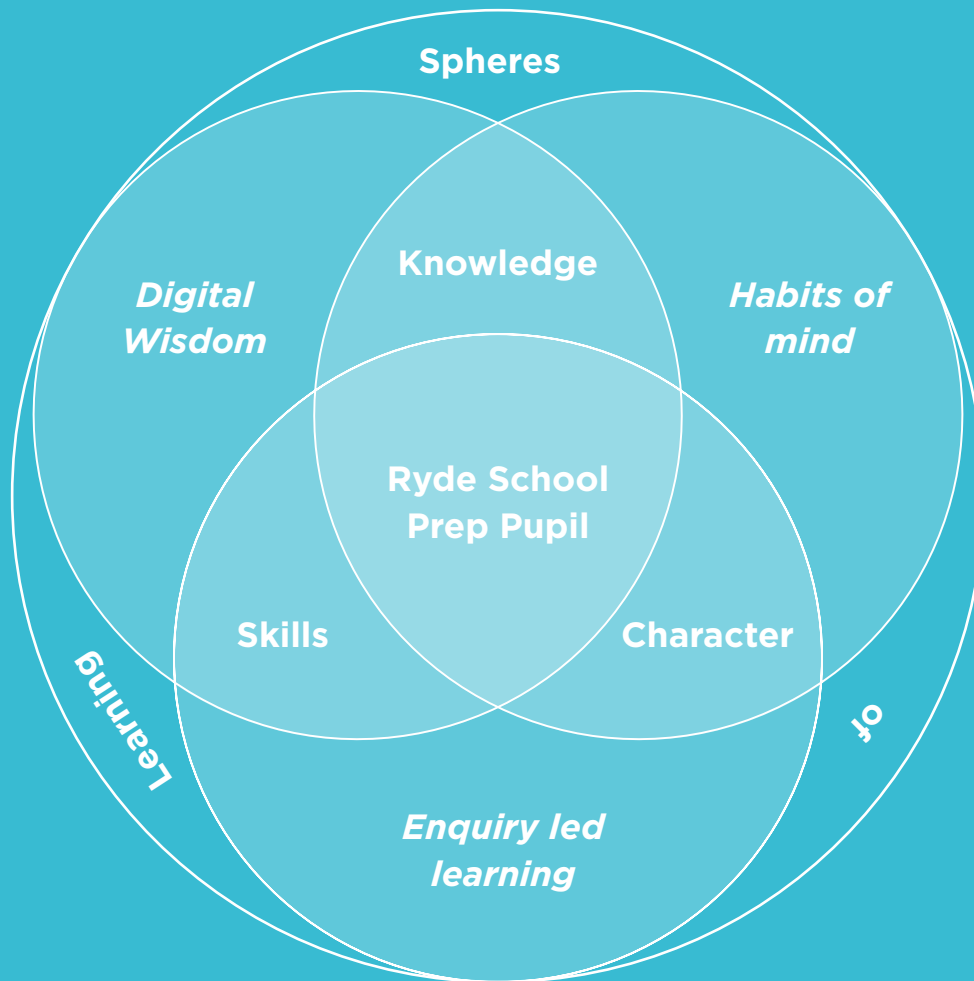 Spheres
Knowledge
Digital
Wisdom
Habits of
mind
Ryde School
Prep Pupil
Skills
Character
of
Learning
Enquiry led
learning